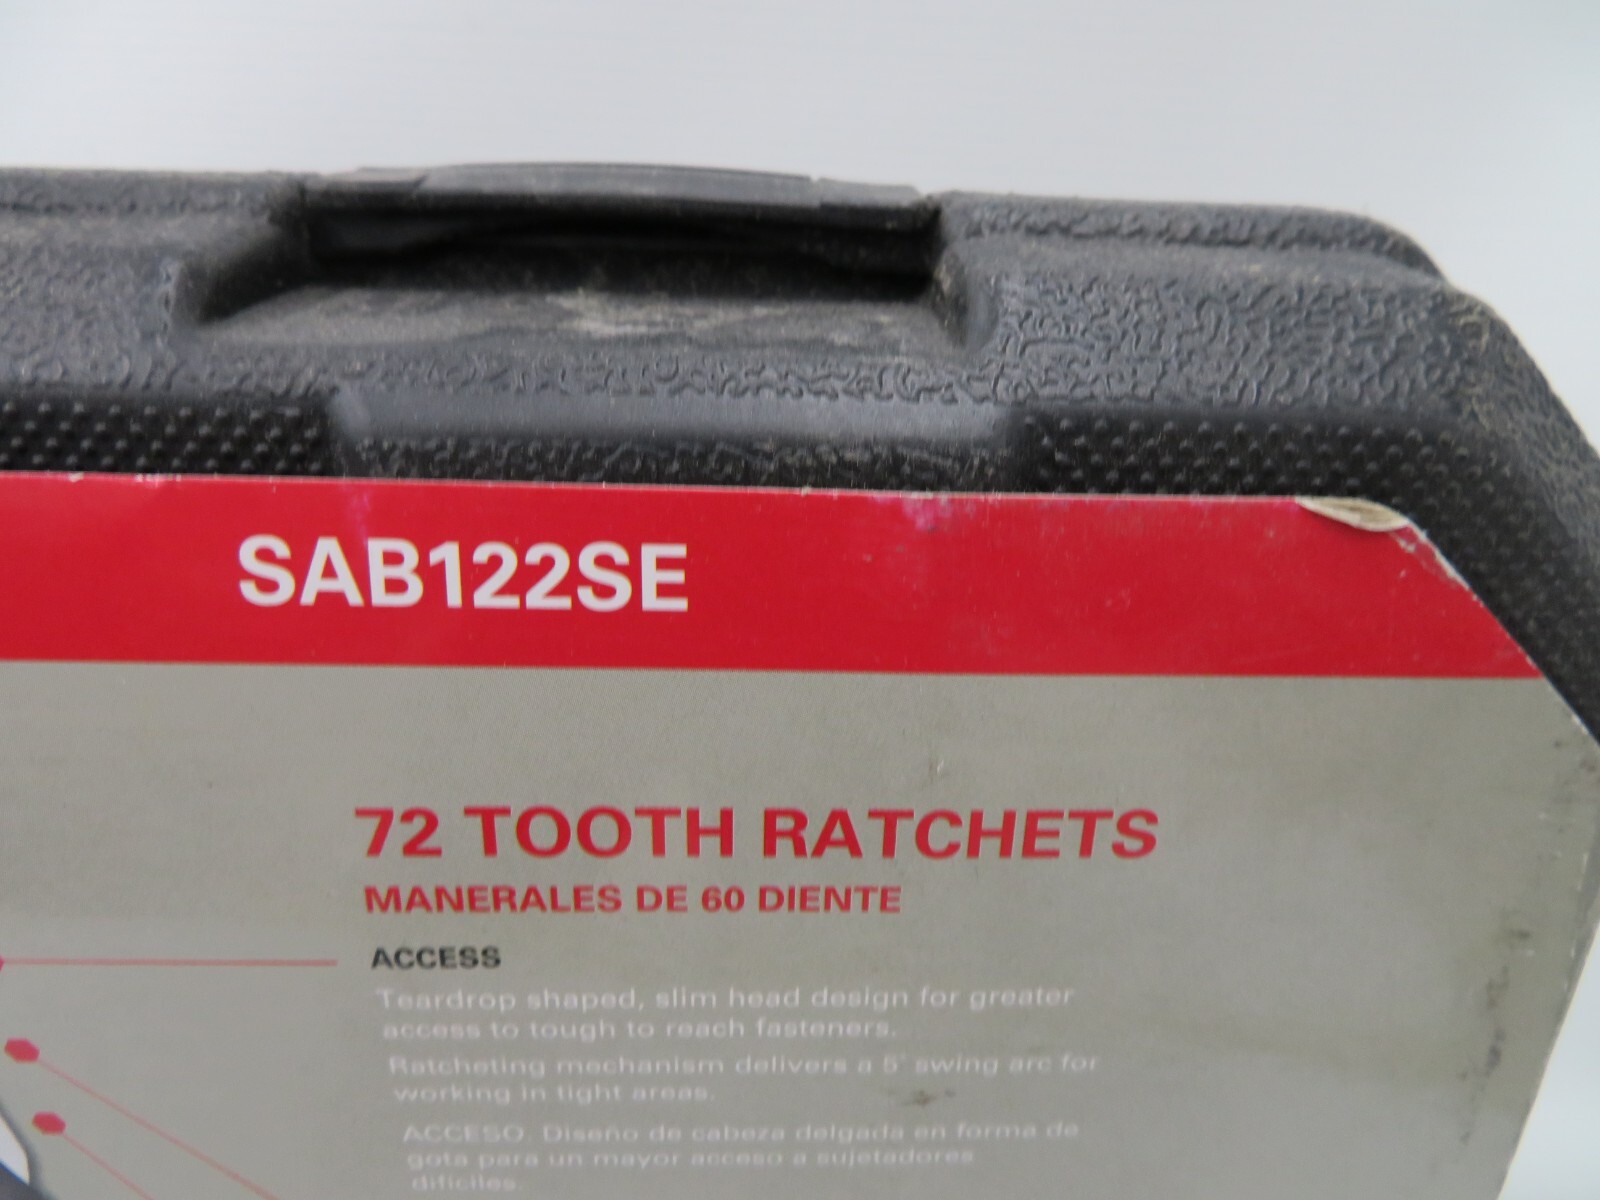 SAB122SE
72 TOOTH RATCHETS
MANERALES DE 60 DIENTE
ACCESS
Teardrop shaped, slim head design for greater
access to tough to reach fasteners.
Ratcheting mechanism delivers a 5° swing arc for
working in tight areas.
ACCESO. Diseño de cabeza delgada en forma de
gota para un mayor acceso a sujetadores
difíciles.